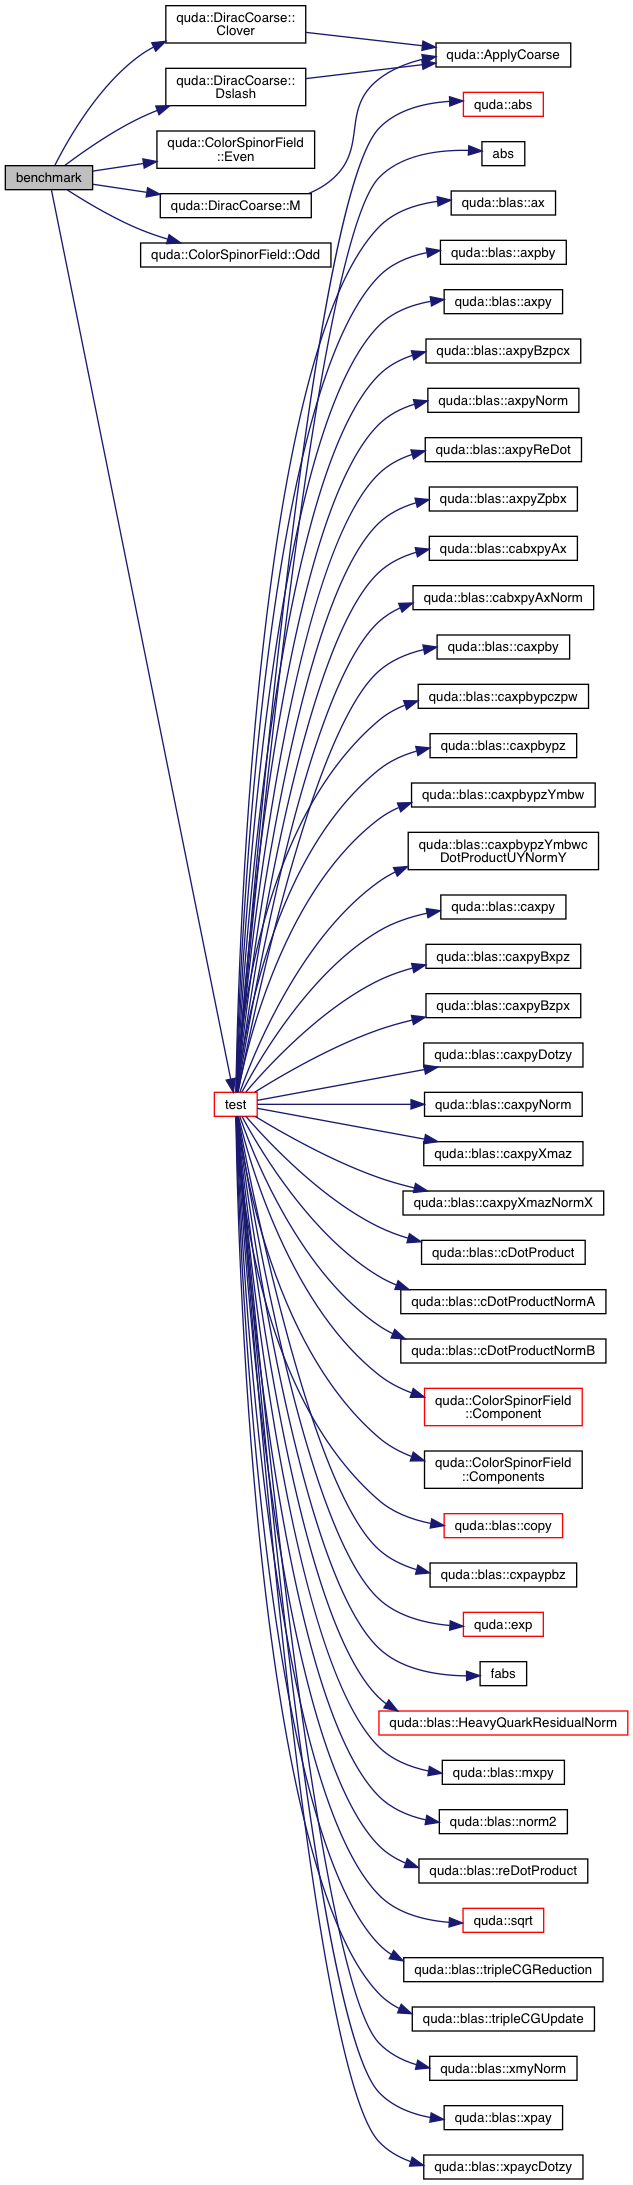 quda::DiracCoarse::
Clover
quda::ApplyCoarse
quda::DiracCoarse::
Dslash
quda::abs
quda::ColorSpinorField
::Even
abs
benchmark
quda::DiracCoarse::M
quda::blas::ax
quda::ColorSpinorField::Odd
quda::blas::axpby
quda::blas::axpy
quda::blas::axpyBzpcx
quda::blas::axpyNorm
quda::blas::axpyReDot
quda::blas::axpyZpbx
quda::blas::cabxpyAx
quda::blas::cabxpyAxNorm
quda::blas::caxpby
quda::blas::caxpbypczpw
quda::blas::caxpbypz
quda::blas::caxpbypzYmbw
quda::blas::caxpbypzYmbwc
DotProductUYNormY
quda::blas::caxpy
quda::blas::caxpyBxpz
quda::blas::caxpyBzpx
quda::blas::caxpyDotzy
test
quda::blas::caxpyNorm
quda::blas::caxpyXmaz
quda::blas::caxpyXmazNormX
quda::blas::cDotProduct
quda::blas::cDotProductNormA
quda::blas::cDotProductNormB
quda::ColorSpinorField
::Component
quda::ColorSpinorField
::Components
quda::blas::copy
quda::blas::cxpaypbz
quda::exp
fabs
quda::blas::HeavyQuarkResidualNorm
quda::blas::mxpy
quda::blas::norm2
quda::blas::reDotProduct
quda::sqrt
quda::blas::tripleCGReduction
quda::blas::tripleCGUpdate
quda::blas::xmyNorm
quda::blas::xpay
quda::blas::xpaycDotzy